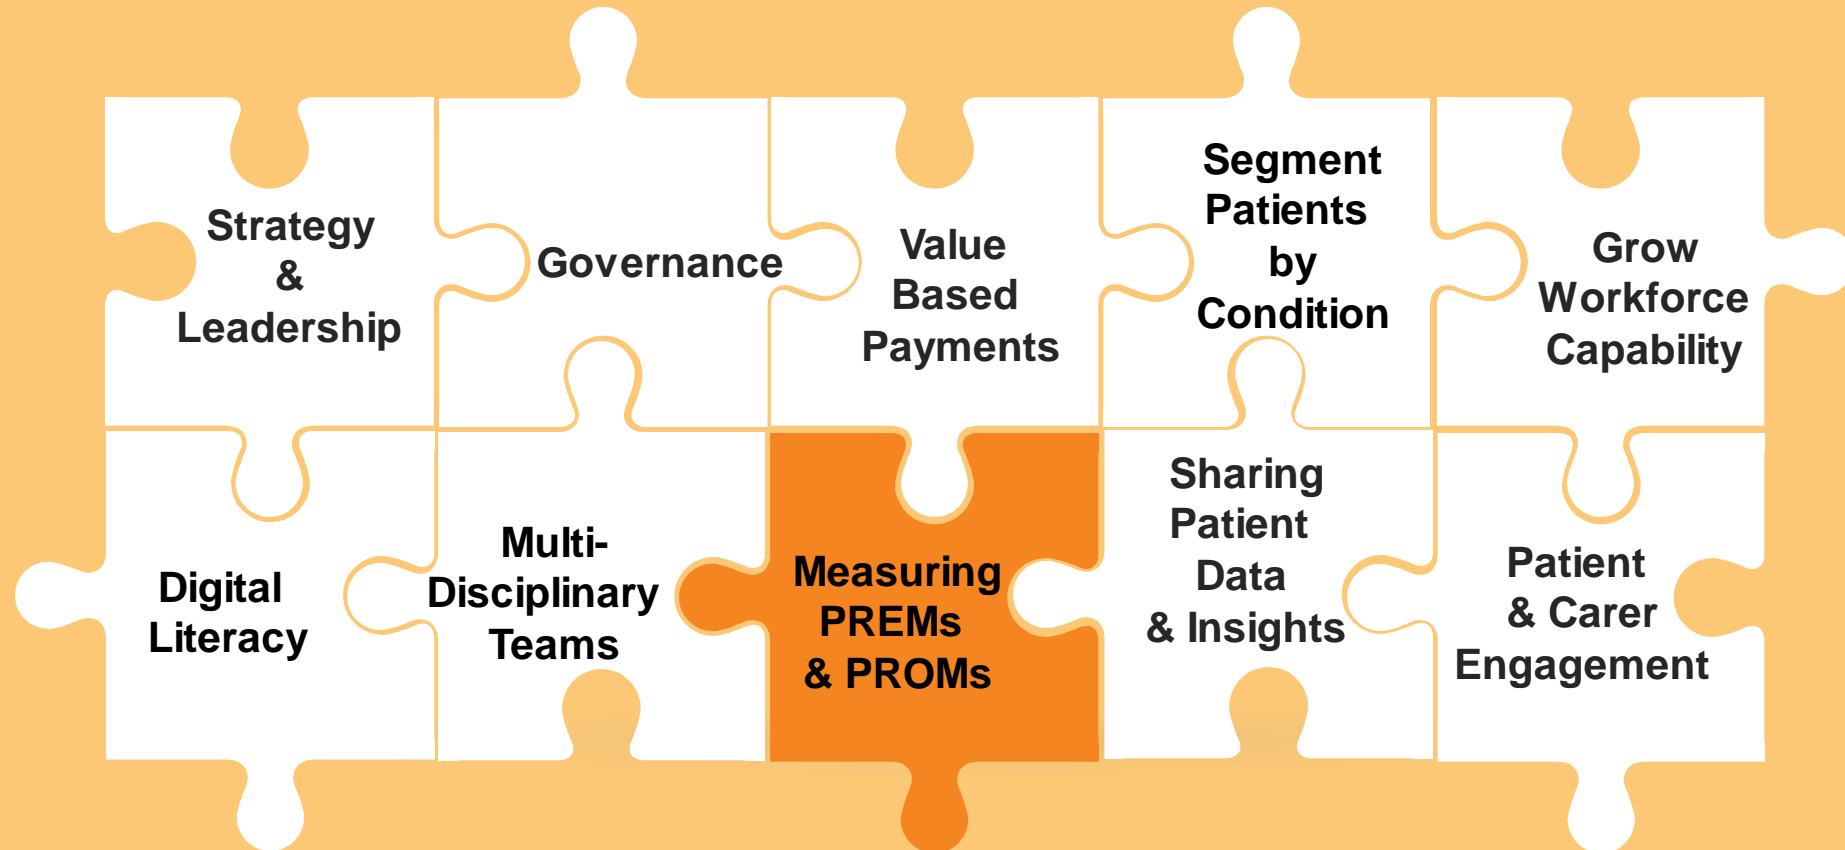 Strategy
&
Leadership
Governance
Value
Based
Payments
Segment
Patients
by
Condition
Grow
Workforce
Capability
Digital
Literacy
Multi-
Disciplinary
Teams
Measuring
PREMs
& PROMs
Sharing
Patient
Data
& Insights
Patient
& Carer
Engagement